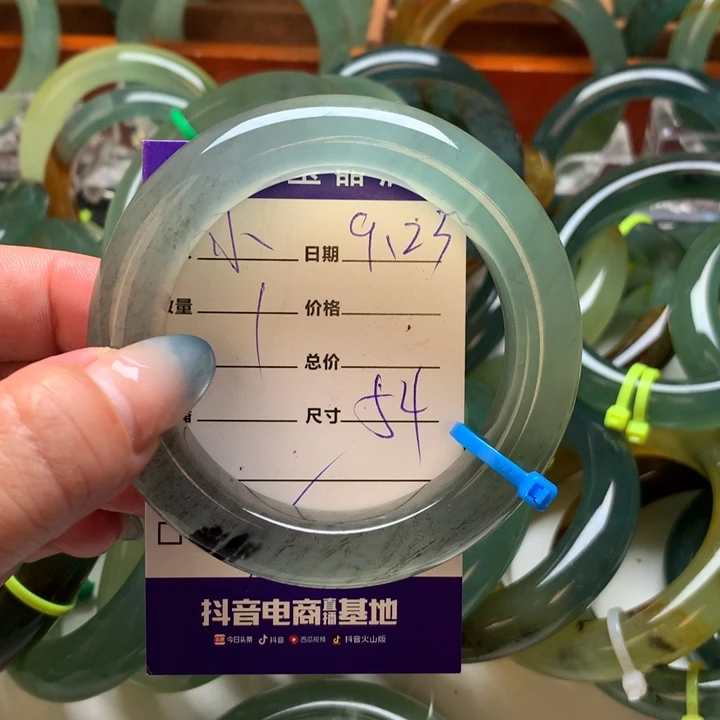 小 日期 9.23
量 1 价格
总价
尺寸 54
抖音电商直播基地
今日头条 抖音 西瓜视频 抖音火山版